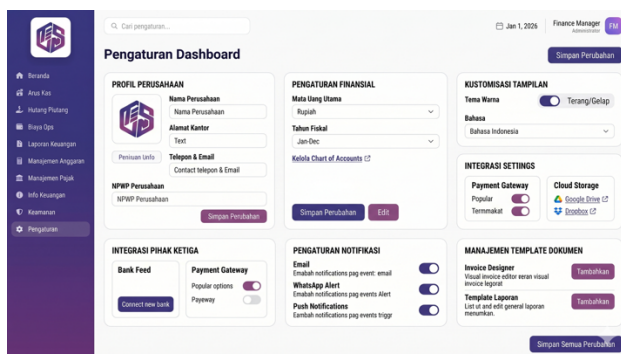 Cari pengaturan...
Jan 1, 2026
Finance Manager
Administrator
FM
Pengaturan Dashboard
Simpan Perubahan
Beranda
Arus Kas
Hutang Piutang
Biaya Ops
Laporan Keuangan
Manajemen Anggaran
Manajemen Pajak
Info Keuangan
Keamanan
Pengaturan
PROFIL PERUSAHAAN
Nama Perusahaan
Nama Perusahaan
Alamat Kantor
Text
Penisuan Unfo
Telepon & Email
Contact telepon & Email
NPWP Perusahaan
NPWP Perusahaan
Simpan Perubahan
PENGATURAN FINANSIAL
Mata Uang Utama
Rupiah
Tahun Fiskal
Jan-Dec
Kelola Chart of Accounts
Simpan Perubahan
Edit
KUSTOMISASI TAMPILAN
Tema Warna
Terang/Gelap
Bahasa
Bahasa Indonesia
INTEGRASI SETTINGS
Payment Gateway
Popular
Termmakat
Cloud Storage
Google Drive
Dropbox
INTEGRASI PIHAK KETIGA
Bank Feed
Connect new bank
Payment Gateway
Popular options
Payeway
PENGATURAN NOTIFIKASI
Email
Emabah notifications pag event: email
WhatsApp Alert
Emabah notifications pag events Alert
Push Notifications
Eambah notifications pag events triggr
MANAJEMEN TEMPLATE DOKUMEN
Invoice Designer
Visual invoice editor eran visual
invoice legorat
Tambahkan
Template Laporan
List ut and edit general laporan
menumkan.
Tambahkan
Simpan Semua Perubahan